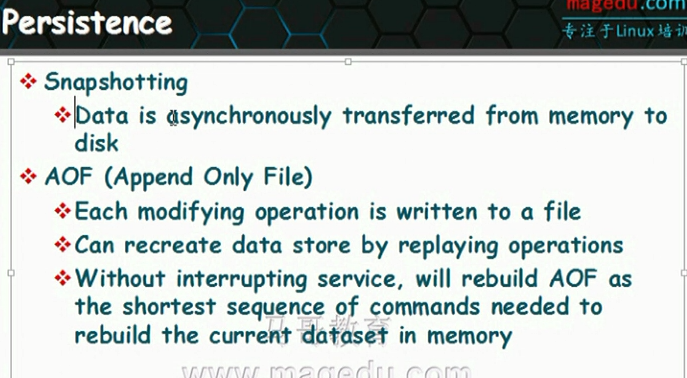 magedu.com
Persistence
专注于Linux培训
Snapshotting
Data is asynchronously transferred from memory to
disk
AOF (Append Only File)
Each modifying operation is written to a file
Can recreate data store by replaying operations
Without interrupting service, will rebuild AOF as
the shortest sequence of commands needed to
rebuild the current dataset in memory
马哥教育
www.magedu.com